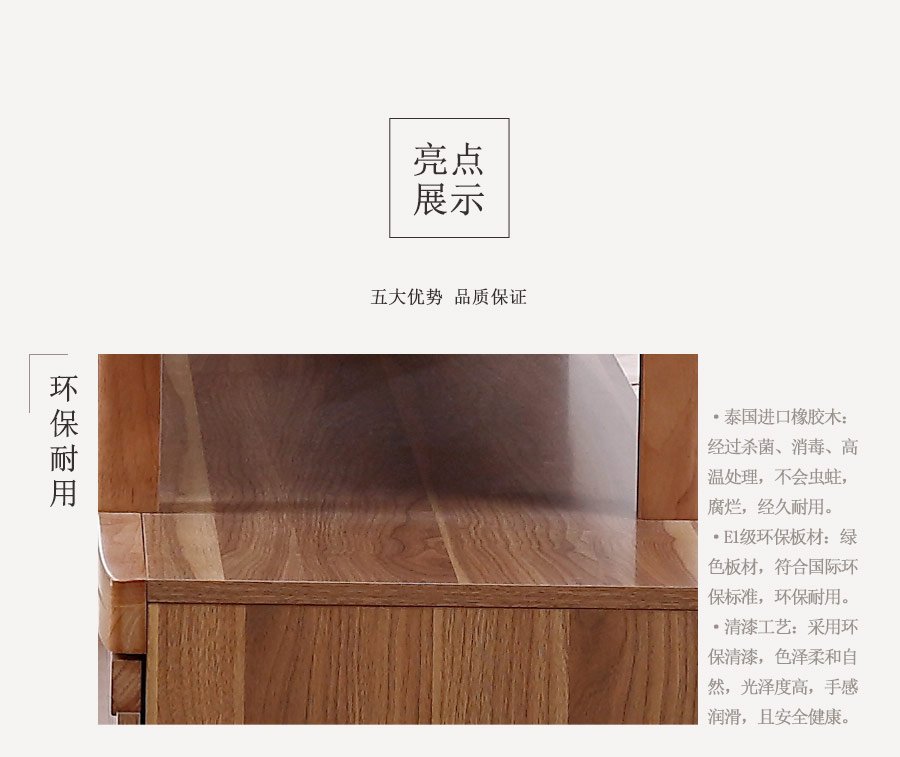 亮点
展示
五大优势 品质保证
环保耐用
·泰国进口橡胶木：
经过杀菌、消毒、高
温处理，不会虫蛀，
腐烂，经久耐用。
·E1级环保板材：绿
色板材，符合国际环
保标准，环保耐用。
·清漆工艺：采用环
保清漆，色泽柔和自
然，光泽度高，手感
润滑，且安全健康。